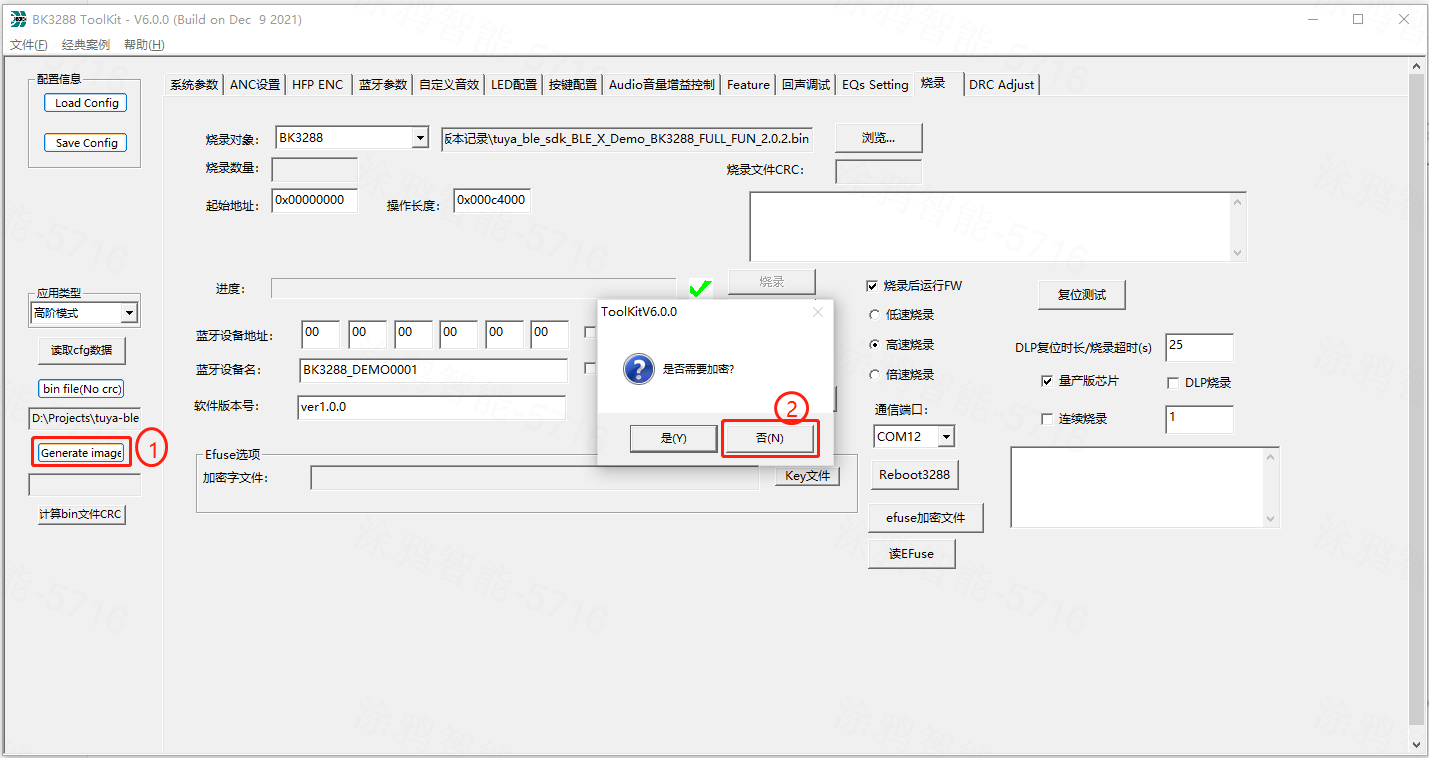 BK3288 ToolKit - V6.0.0 (Build on Dec 9 2021)
文件(F) 经典案例 帮助(H)
配置信息
Load Config
Save Config
系统参数 ANC设置 HFP ENC 蓝牙参数 自定义音效 LED配置 按键配置 Audio音量增益控制 Feature 回声调试 EQs Setting 烧录 DRC Adjust
烧录对象: BK3288 版本记录\tuya_ble_sdk_BLE_X_Demo_BK3288_FULL_FUN_2.0.2.bin 浏览...
烧录数量: 烧录文件CRC:
起始地址: 0x00000000 操作长度: 0x000c4000
进度: 烧录
烧录后运行FW
复位测试
应用类型
高阶模式
读取cfg数据
bin file(No crc)
D:\Projects\tuya-ble
Generate image
1
计算bin文件CRC
蓝牙设备地址: 00 00 00 00 00 00
蓝牙设备名: BK3288_DEMO0001
软件版本号: ver1.0.0
ToolKitV6.0.0
是否需要加密?
2
是(Y) 否(N)
Efuse选项
加密字文件: Key文件
低速烧录
高速烧录
倍速烧录
DLP复位时长/烧录超时(s) 25
量产版芯片 DLP烧录
连续烧录 1
通信端口:
COM12
Reboot3288
efuse加密文件
读EFuse
涂鸦智能-5716